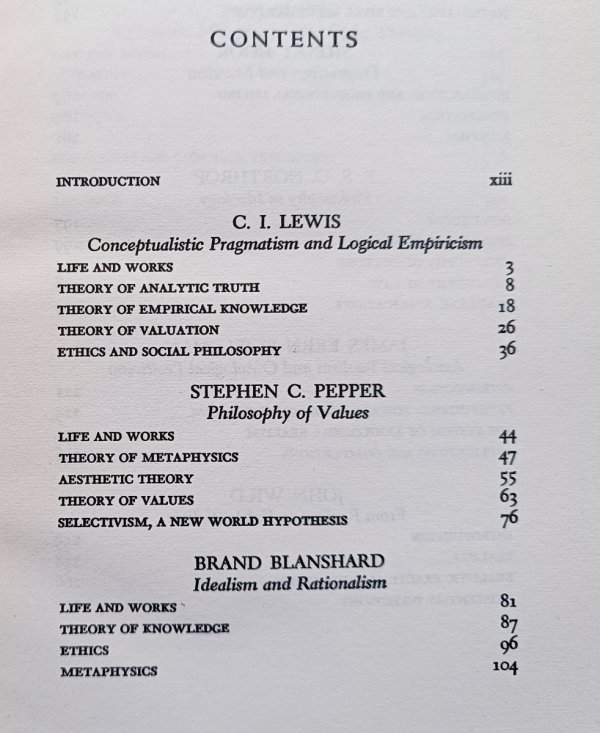 CONTENTS
INTRODUCTION xiii
C. I. LEWIS
Conceptualistic Pragmatism and Logical Empiricism
LIFE AND WORKS 3
THEORY OF ANALYTIC TRUTH 8
THEORY OF EMPIRICAL KNOWLEDGE 18
THEORY OF VALUATION 26
ETHICS AND SOCIAL PHILOSOPHY 36
STEPHEN C. PEPPER
Philosophy of Values
LIFE AND WORKS 44
THEORY OF METAPHYSICS 47
AESTHETIC THEORY 55
THEORY OF VALUES 63
SELECTIVISM, A NEW WORLD HYPOTHESIS 76
BRAND BLANSHARD
Idealism and Rationalism
LIFE AND WORKS 81
THEORY OF KNOWLEDGE 87
ETHICS 96
METAPHYSICS 104